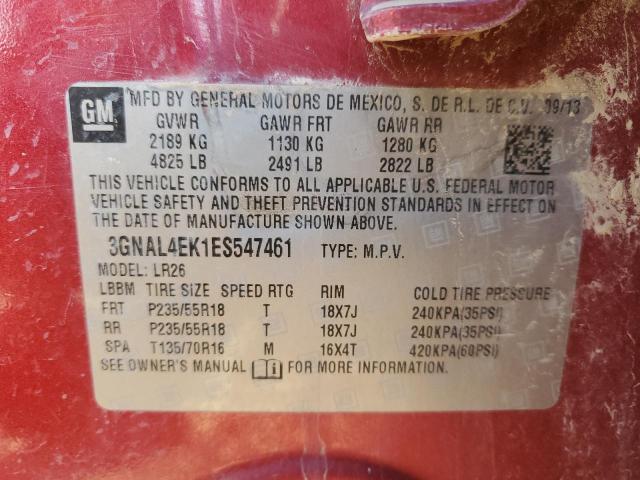 GM MFD BY GENERAL MOTORS DE MEXICO, S. DE R.L. DE C.V. 09/13
GVWR GAWR FRT GAWR RR
2189 KG 1130 KG 1280 KG
4825 LB 2491 LB 2822 LB
THIS VEHICLE CONFORMS TO ALL APPLICABLE U.S. FEDERAL MOTOR
VEHICLE SAFETY AND THEFT PREVENTION STANDARDS IN EFFECT ON
THE DATE OF MANUFACTURE SHOWN ABOVE.
3GNAL4EK1ES547461 TYPE: M.P.V.
MODEL: LR26
LBBM TIRE SIZE SPEED RTG RIM COLD TIRE PRESSURE
FRT P235/55R18 T 18X7J 240KPA(35PSI)
RR P235/55R18 T 18X7J 240KPA(35PSI)
SPA T135/70R16 M 16X4T 420KPA(60PSI)
SEE OWNER'S MANUAL FOR MORE INFORMATION.